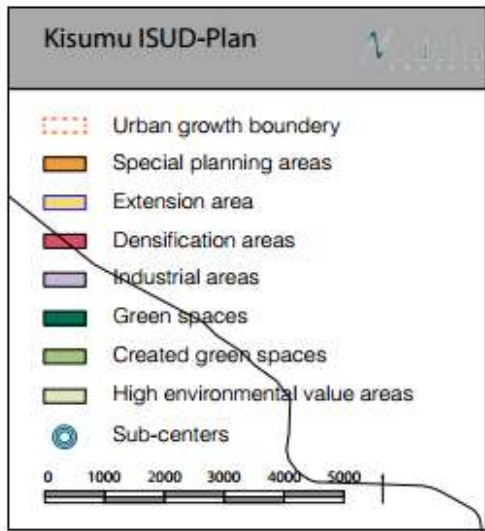 Kisumu ISUD-Plan
Urban growth boundery
Special planning areas
Extension area
Densification areas
Industrial areas
Green spaces
Created green spaces
High environmental value areas
Sub-centers
0 1000 2000 3000 4000 5000